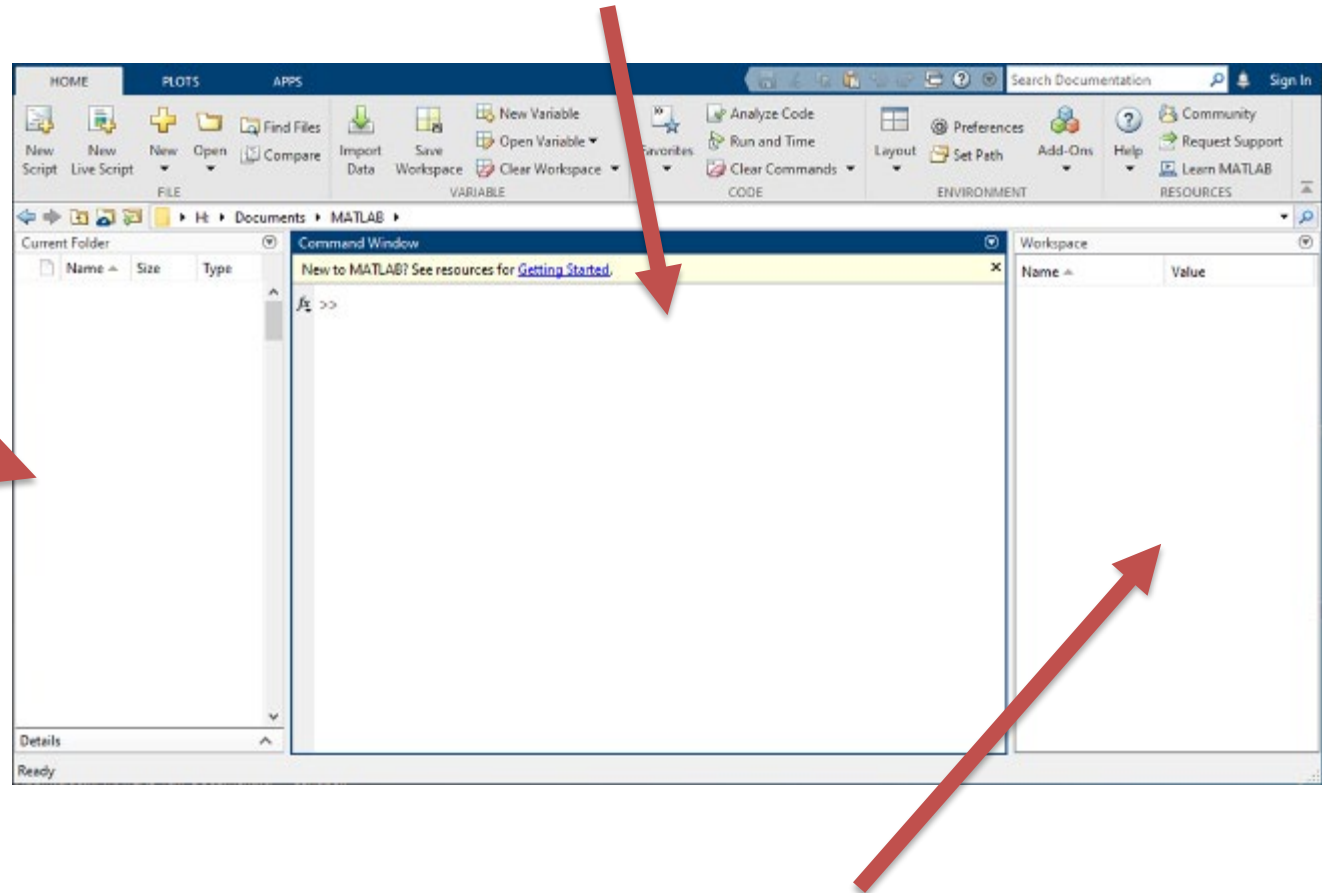 HOME PLOTS APPS Search Documentation Sign In
New Script
New Live Script
New
Open
Find Files
Compare
FILE
Import Data
Save Workspace
New Variable
Open Variable
Clear Workspace
VARIABLE
Favorites
Analyze Code
Run and Time
Clear Commands
CODE
Layout
Preferences
Set Path
Add-Ons
ENVIRONMENT
Help
Community
Request Support
Learn MATLAB
RESOURCES
H: Documents MATLAB
Current Folder
Name Size Type
Details
Command Window
New to MATLAB? See resources for Getting Started.
fx >>
Workspace
Name Value
Ready